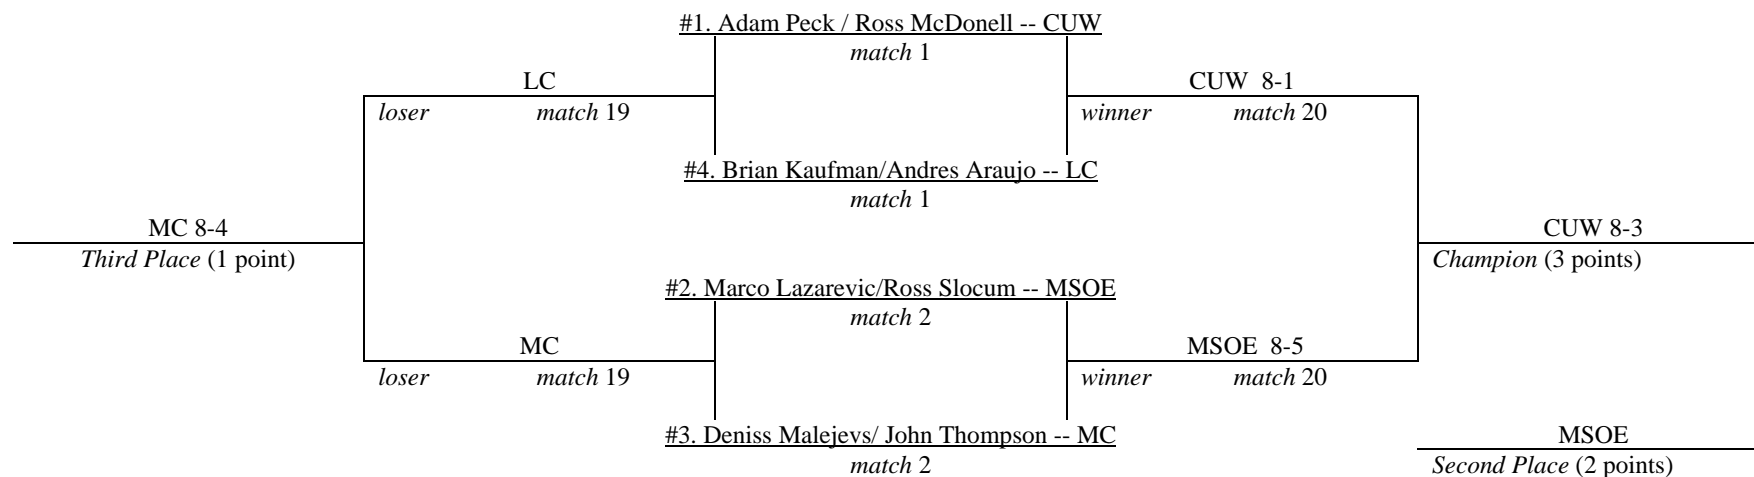 #1. Adam Peck / Ross McDonell -- CUW
match 1
LC
CUW  8-1
loser
match 19
winner
match 20
#4. Brian Kaufman/Andres Araujo -- LC
match 1
MC 8-4
CUW 8-3
Third Place (1 point)
Champion (3 points)
#2. Marco Lazarevic/Ross Slocum -- MSOE
match 2
MC
MSOE  8-5
loser
match 19
winner
match 20
#3. Deniss Malejevs/ John Thompson -- MC
MSOE
match 2
Second Place (2 points)